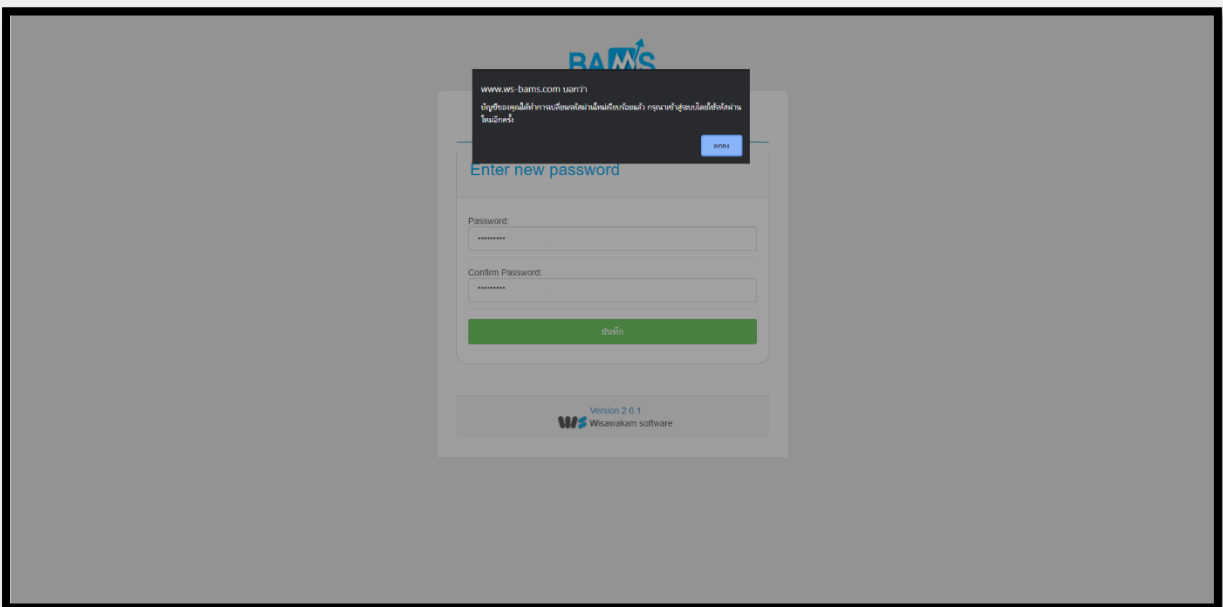 BAMS
www.ws-bams.com บอกว่า
บัญชีของคุณได้ทำการเปลี่ยนรหัสผ่านใหม่เรียบร้อยแล้ว กรุณาเข้าสู่ระบบโดยใช้รหัสผ่าน
ใหม่อีกครั้ง
ตกลง
Enter new password
Password:
Confirm Password:
บันทึก
Version 2.0.1
WS Wisawakam software